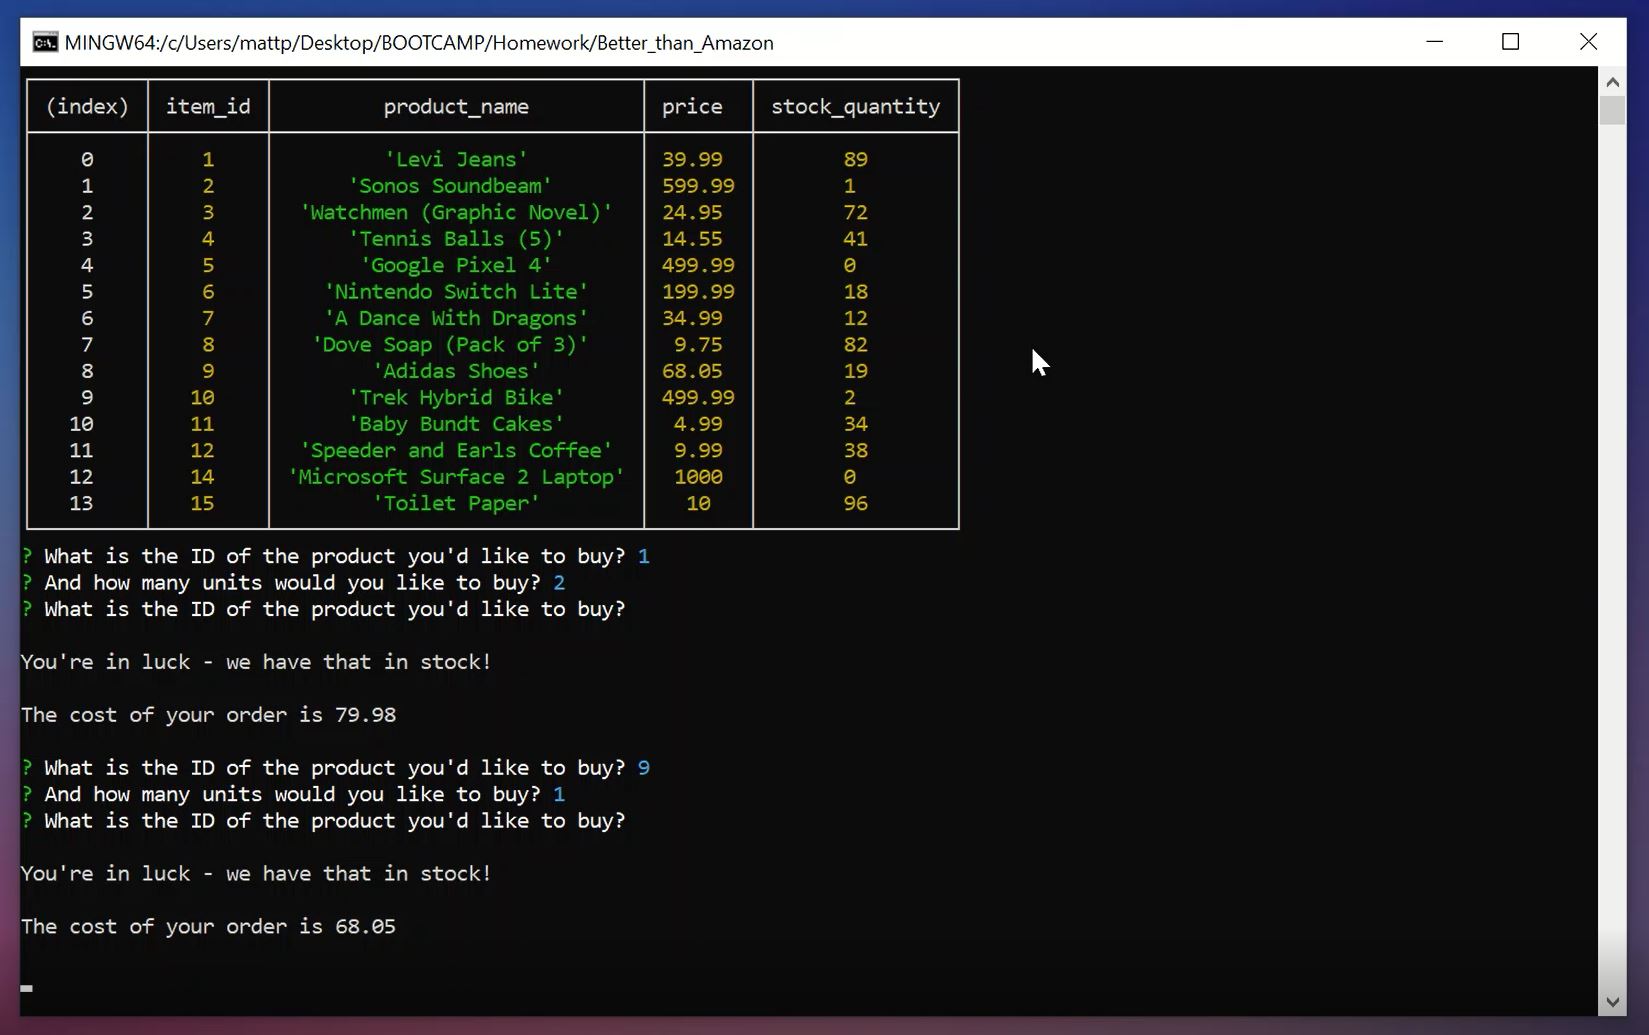 MINGW64:/c/Users/mattp/Desktop/BOOTCAMP/Homework/Better_than_Amazon
(index) item_id product_name price stock_quantity
0 1 'Levi Jeans' 39.99 89
1 2 'Sonos Soundbeam' 599.99 1
2 3 'Watchmen (Graphic Novel)' 24.95 72
3 4 'Tennis Balls (5)' 14.55 41
4 5 'Google Pixel 4' 499.99 0
5 6 'Nintendo Switch Lite' 199.99 18
6 7 'A Dance With Dragons' 34.99 12
7 8 'Dove Soap (Pack of 3)' 9.75 82
8 9 'Adidas Shoes' 68.05 19
9 10 'Trek Hybrid Bike' 499.99 2
10 11 'Baby Bundt Cakes' 4.99 34
11 12 'Speeder and Earls Coffee' 9.99 38
12 14 'Microsoft Surface 2 Laptop' 1000 0
13 15 'Toilet Paper' 10 96
? What is the ID of the product you'd like to buy? 1
? And how many units would you like to buy? 2
? What is the ID of the product you'd like to buy?
You're in luck - we have that in stock!
The cost of your order is 79.98
? What is the ID of the product you'd like to buy? 9
? And how many units would you like to buy? 1
? What is the ID of the product you'd like to buy?
You're in luck - we have that in stock!
The cost of your order is 68.05